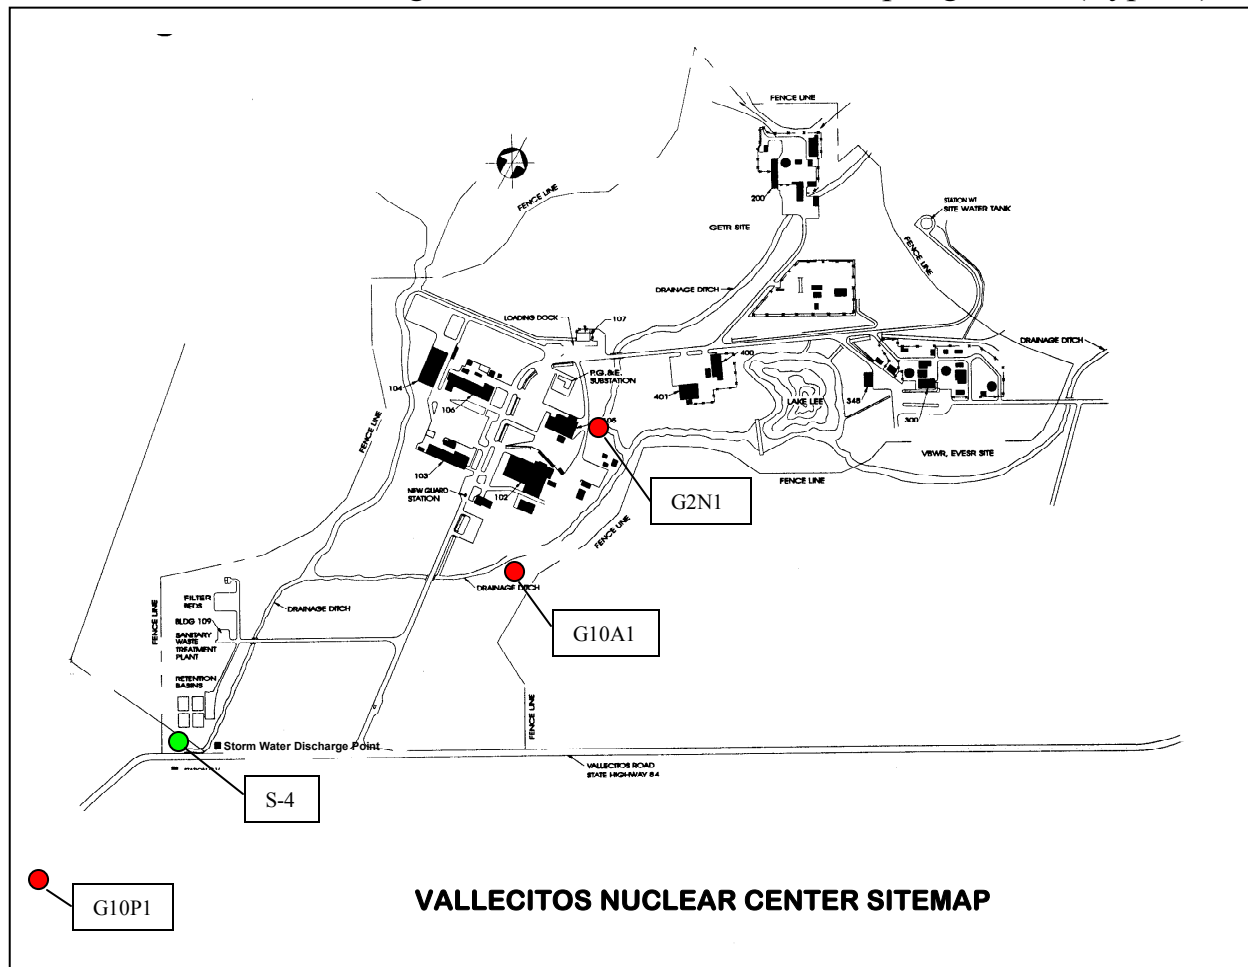 FENCE LINE
FENCE LINE
200
STATION W1
SITE WATER TANK
GETR SITE
FENCE LINE
DRAINAGE DITCH
LOADING DOCK
107
DRAINAGE DITCH
P.G.&E.
SUBSTATION
400
104
106
401
LAKE LEE
348
300
FENCE LINE
VBWR, EVESR SITE
103
FENCE LINE
NEW GUARD
STATION
102
G2N1
FENCE LINE
DRAINAGE DITCH
G10A1
FILTER
BEDS
DRAINAGE DITCH
FENCE LINE
BLDG 109
SANITARY
WASTE
TREATMENT
PLANT
RETENTION
BASINS
FENCE LINE
Storm Water Discharge Point
VALLECITOS ROAD
STATE HIGHWAY 84
S-4
G10P1
VALLECITOS NUCLEAR CENTER SITEMAP